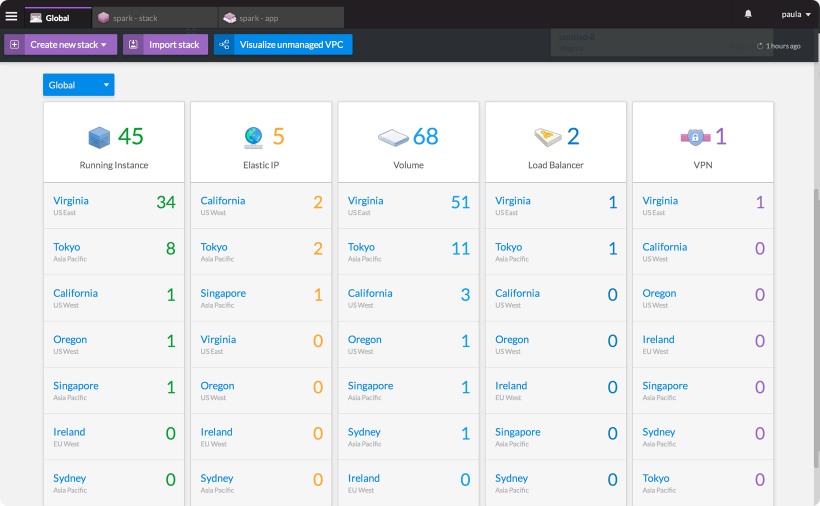 Global
spark - stack
spark - app
paula
Create new stack
Import stack
Visualize unmanaged VPC
untitled-8
Virginia
1 hours ago
Global
45
Running Instance
Virginia 34
US East
Tokyo 8
Asia Pacific
California 1
US West
Oregon 1
US West
Singapore 1
Asia Pacific
Ireland 0
EU West
Sydney 0
Asia Pacific
5
Elastic IP
California 2
US West
Tokyo 2
Asia Pacific
Singapore 1
Asia Pacific
Virginia 0
US East
Oregon 0
US West
Ireland 0
EU West
Sydney 0
Asia Pacific
68
Volume
Virginia 51
US East
Tokyo 11
Asia Pacific
California 3
US West
Oregon 1
US West
Singapore 1
Asia Pacific
Sydney 1
Asia Pacific
Ireland 0
EU West
2
Load Balancer
Virginia 1
US East
Tokyo 1
Asia Pacific
California 0
US West
Oregon 0
US West
Ireland 0
EU West
Singapore 0
Asia Pacific
Sydney 0
Asia Pacific
1
VPN
Virginia 1
US East
California 0
US West
Oregon 0
US West
Ireland 0
EU West
Singapore 0
Asia Pacific
Sydney 0
Asia Pacific
Tokyo 0
Asia Pacific